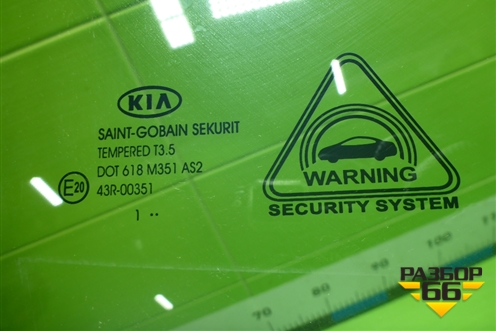 KIA
SAINT-GOBAIN SEKURIT
TEMPERED T3.5
DOT 618 M351 AS2
E20 43R-00351
1 ..
WARNING
SECURITY SYSTEM
70 80 90 100 110
РАЗБОР
66